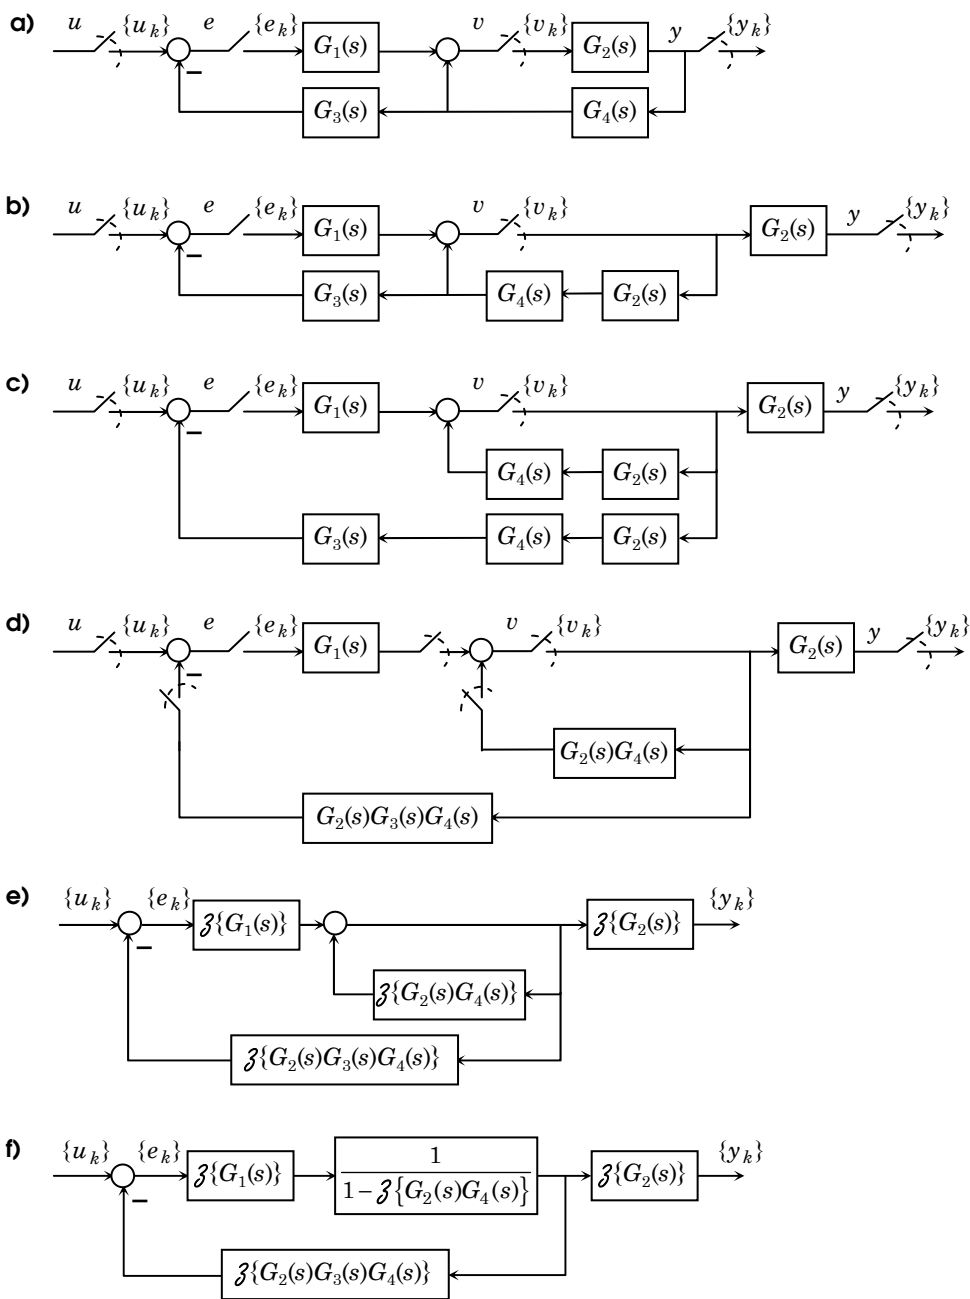 a) u {u_k} e {e_k} G_1(s) v {v_k} G_2(s) y {y_k}
− G_3(s) G_4(s)
b) u {u_k} e {e_k} G_1(s) v {v_k} G_2(s) y {y_k}
− G_3(s) G_4(s) G_2(s)
c) u {u_k} e {e_k} G_1(s) v {v_k} G_2(s) y {y_k}
− G_4(s) G_2(s)
G_3(s) G_4(s) G_2(s)
d) u {u_k} e {e_k} G_1(s) v {v_k} G_2(s) y {y_k}
−
G_2(s)G_4(s)
G_2(s)G_3(s)G_4(s)
e) {u_k} {e_k} 𝓏{G_1(s)} 𝓏{G_2(s)} {y_k}
−
𝓏{G_2(s)G_4(s)}
𝓏{G_2(s)G_3(s)G_4(s)}
f) {u_k} {e_k} 𝓏{G_1(s)} 1 𝓏{G_2(s)} {y_k}
1 − 𝓏{G_2(s)G_4(s)}
−
𝓏{G_2(s)G_3(s)G_4(s)}